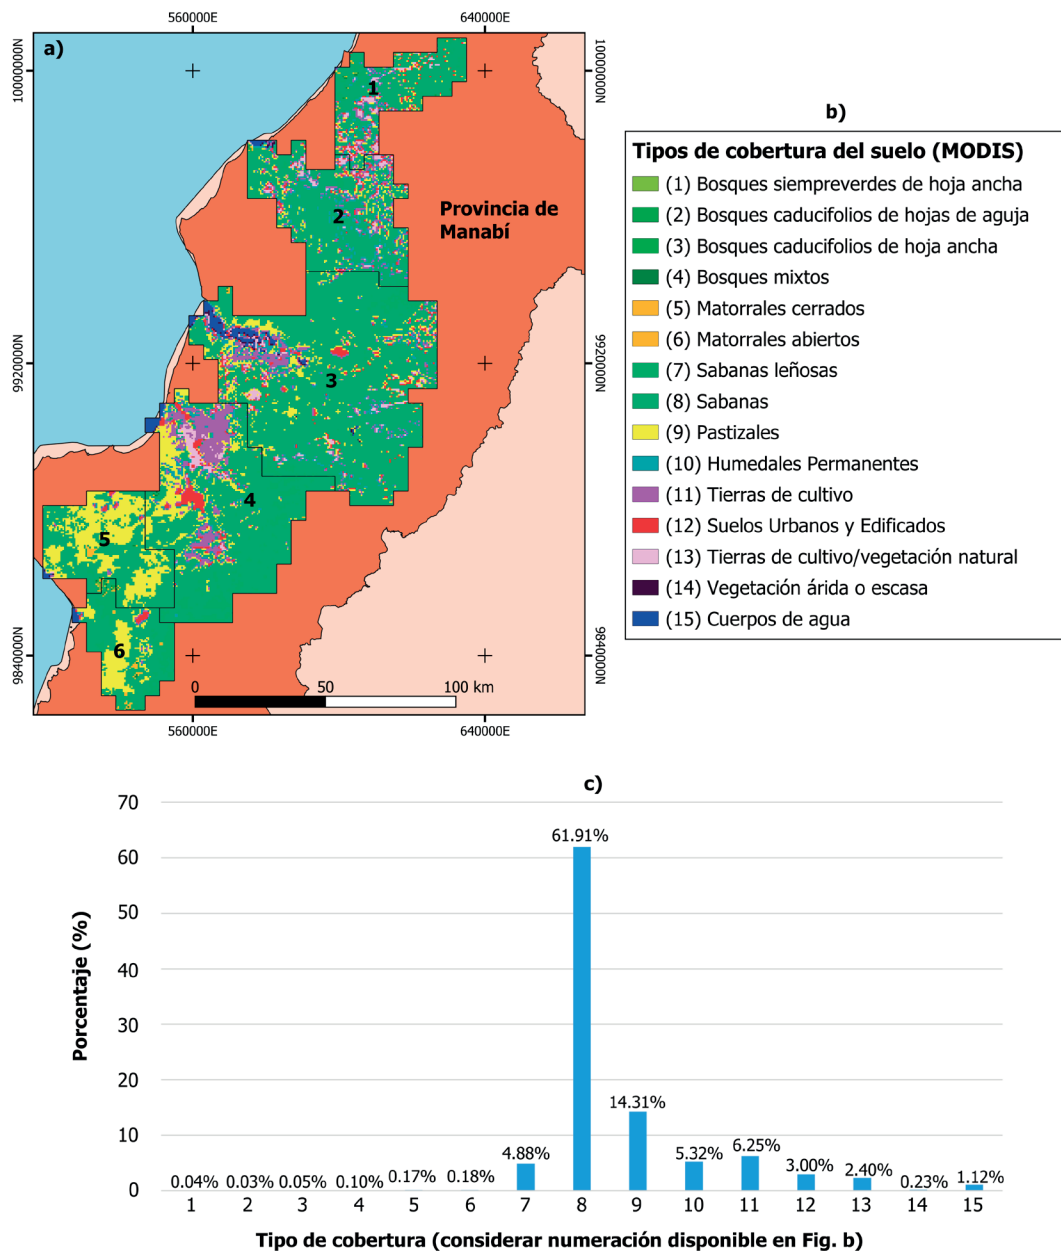 560000E
640000E
a)
10000000N
10000000N
1
2
Provincia de
Manabí
9920000N
9920000N
3
4
5
6
9840000N
9840000N
0
50
100 km
560000E
640000E
b)
Tipos de cobertura del suelo (MODIS)
(1) Bosques siempreverdes de hoja ancha
(2) Bosques caducifolios de hojas de aguja
(3) Bosques caducifolios de hoja ancha
(4) Bosques mixtos
(5) Matorrales cerrados
(6) Matorrales abiertos
(7) Sabanas leñosas
(8) Sabanas
(9) Pastizales
(10) Humedales Permanentes
(11) Tierras de cultivo
(12) Suelos Urbanos y Edificados
(13) Tierras de cultivo/vegetación natural
(14) Vegetación árida o escasa
(15) Cuerpos de agua
c)
Porcentaje (%)
70
60
50
40
30
20
10
0
0.04%
0.03%
0.05%
0.10%
0.17%
0.18%
4.88%
61.91%
14.31%
5.32%
6.25%
3.00%
2.40%
0.23%
1.12%
1 2 3 4 5 6 7 8 9 10 11 12 13 14 15
Tipo de cobertura (considerar numeración disponible en Fig. b)